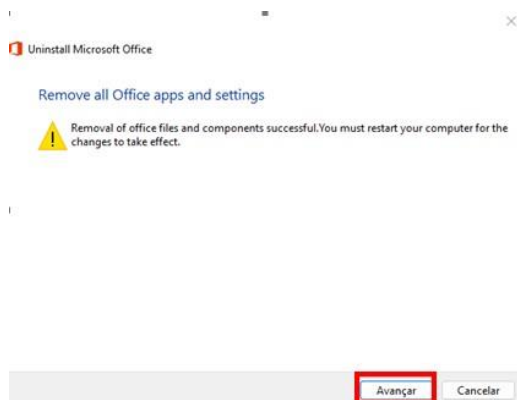 Uninstall Microsoft Office
Remove all Office apps and settings
Removal of office files and components successful.You must restart your computer for the
changes to take effect.
Avançar
Cancelar